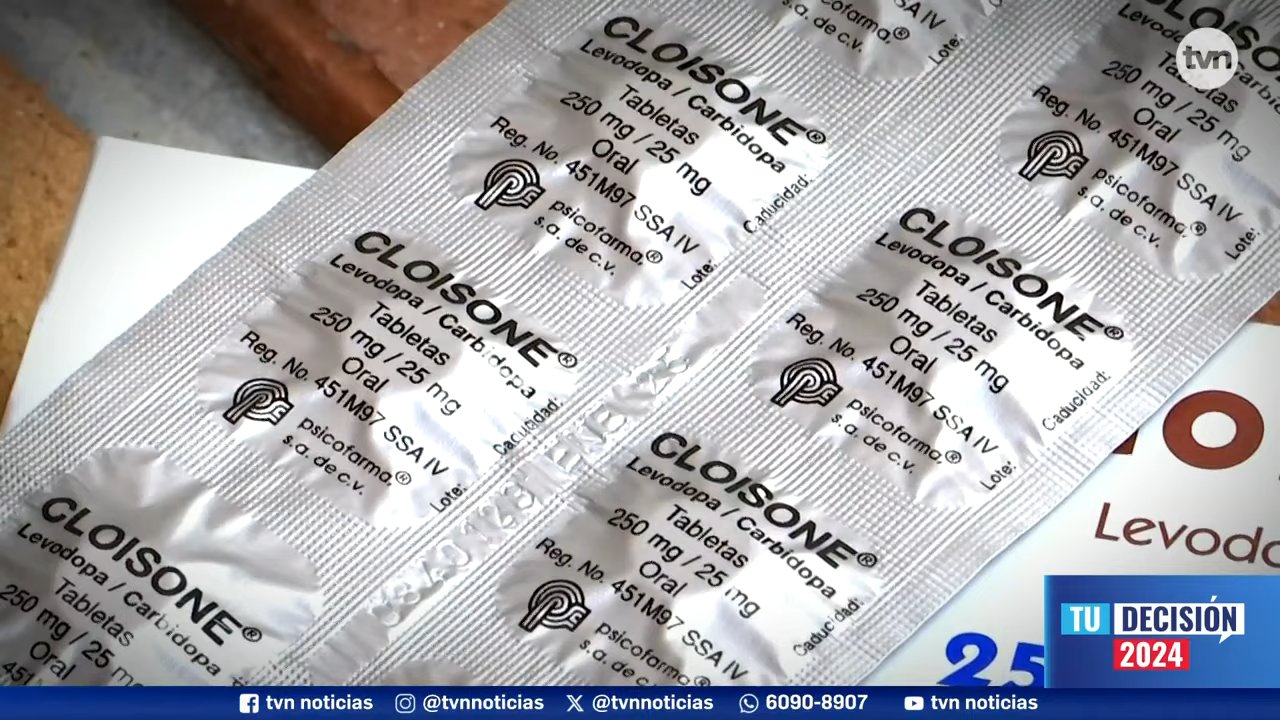 psicofarma.®
s.a. de c.v.
Lote:
tvn
CLOISONE®
Levodopa / Carbidopa
Tabletas
250 mg / 25 mg
Oral
Reg. No. 451M97 SSA IV
psicofarma.®
s.a. de c.v.
Caducidad:
Lote:
Tabletas
250 mg / 25 mg
Oral
Reg. No. 451M97 SSA IV
psicofarma.®
s.a. de c.v.
Lote:
CLOISONE®
Levodopa / Carbidopa
Tabletas
250 mg / 25 mg
Oral
Reg. No. 451M97 SSA IV
psicofarma.®
s.a. de c.v.
Caducidad:
Lote:
CLOISONE®
Levodopa / Carbidopa
Tabletas
250 mg / 25 mg
Oral
Reg. No. 451M97 SSA IV
psicofarma.®
s.a. de c.v.
Caducidad:
Lote:
CLOISONE®
Levodopa / Carbidopa
Tabletas
250 mg / 25 mg
Oral
Reg. No. 451M97 SSA IV
psicofarma.®
s.a. de c.v.
Caducidad:
CLOISONE®
Levodopa / Carbidopa
Tabletas
250 mg / 25 mg
Oral
Levodo
25
TU DECISIÓN
2024
tvn noticias @tvnnoticias @tvnnoticias 6090-8907 tvn noticias